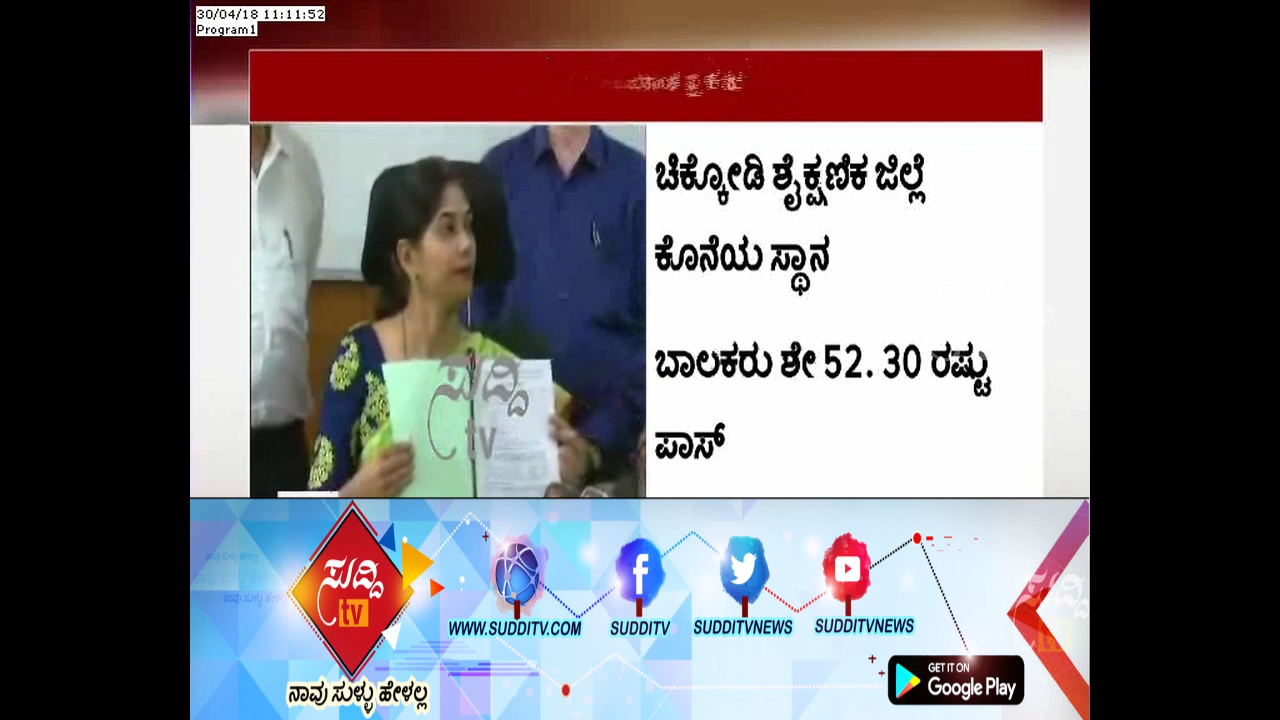 30/04/18 11:11:52
Program1
ಚಿಕ್ಕೋಡಿ ಶೈಕ್ಷಣಿಕ ಜಿಲ್ಲೆ
ಕೊನೆಯ ಸ್ಥಾನ
ಬಾಲಕರು ಶೇ 52. 30 ರಷ್ಟು
ಪಾಸ್
ಸುದ್ದಿ
tv
ಸುದ್ದಿ
tv
ನಾವು ಸುಳ್ಳು ಹೇಳಲ್ಲ
WWW.SUDDITV.COM
SUDDITV
SUDDITVNEWS
SUDDITVNEWS
ಸುದ್ದಿ
GET IT ON
Google Play